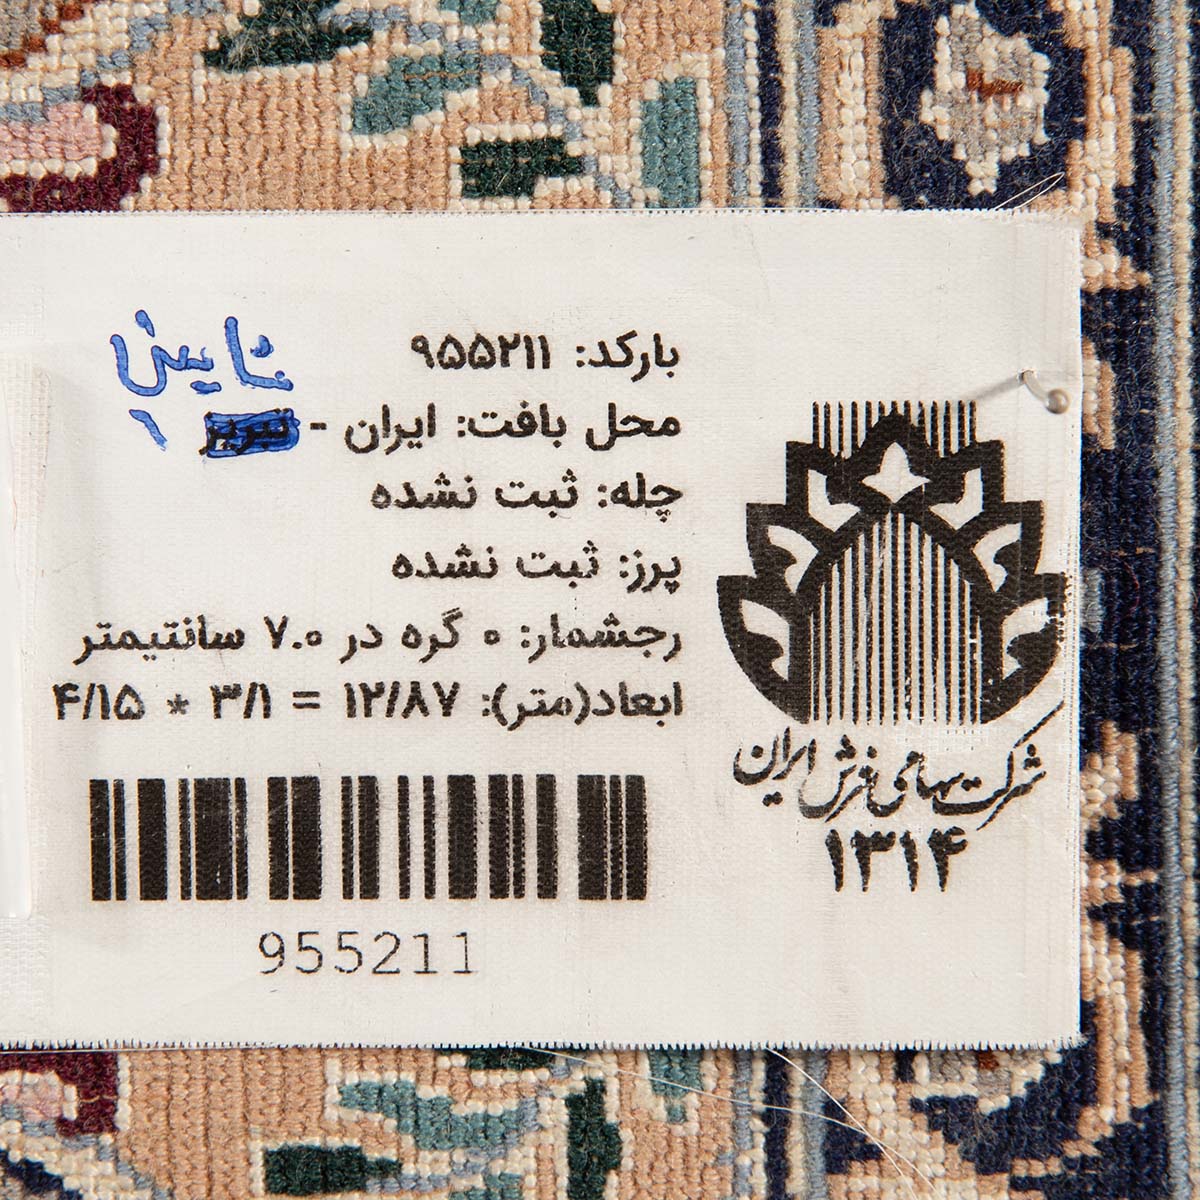 بارکد: ۹۵۵۲۱۱
محل بافت: ایران - تبریز
نایین ۱
چله: ثبت نشده
پرز: ثبت نشده
رجشمار: ۰ گره در ۷.۰ سانتیمتر
ابعاد(متر): ۱۲/۸۷ = ۳/۱ * ۴/۱۵
955211
شرکت سهامی فرش ایران
۱۳۱۴